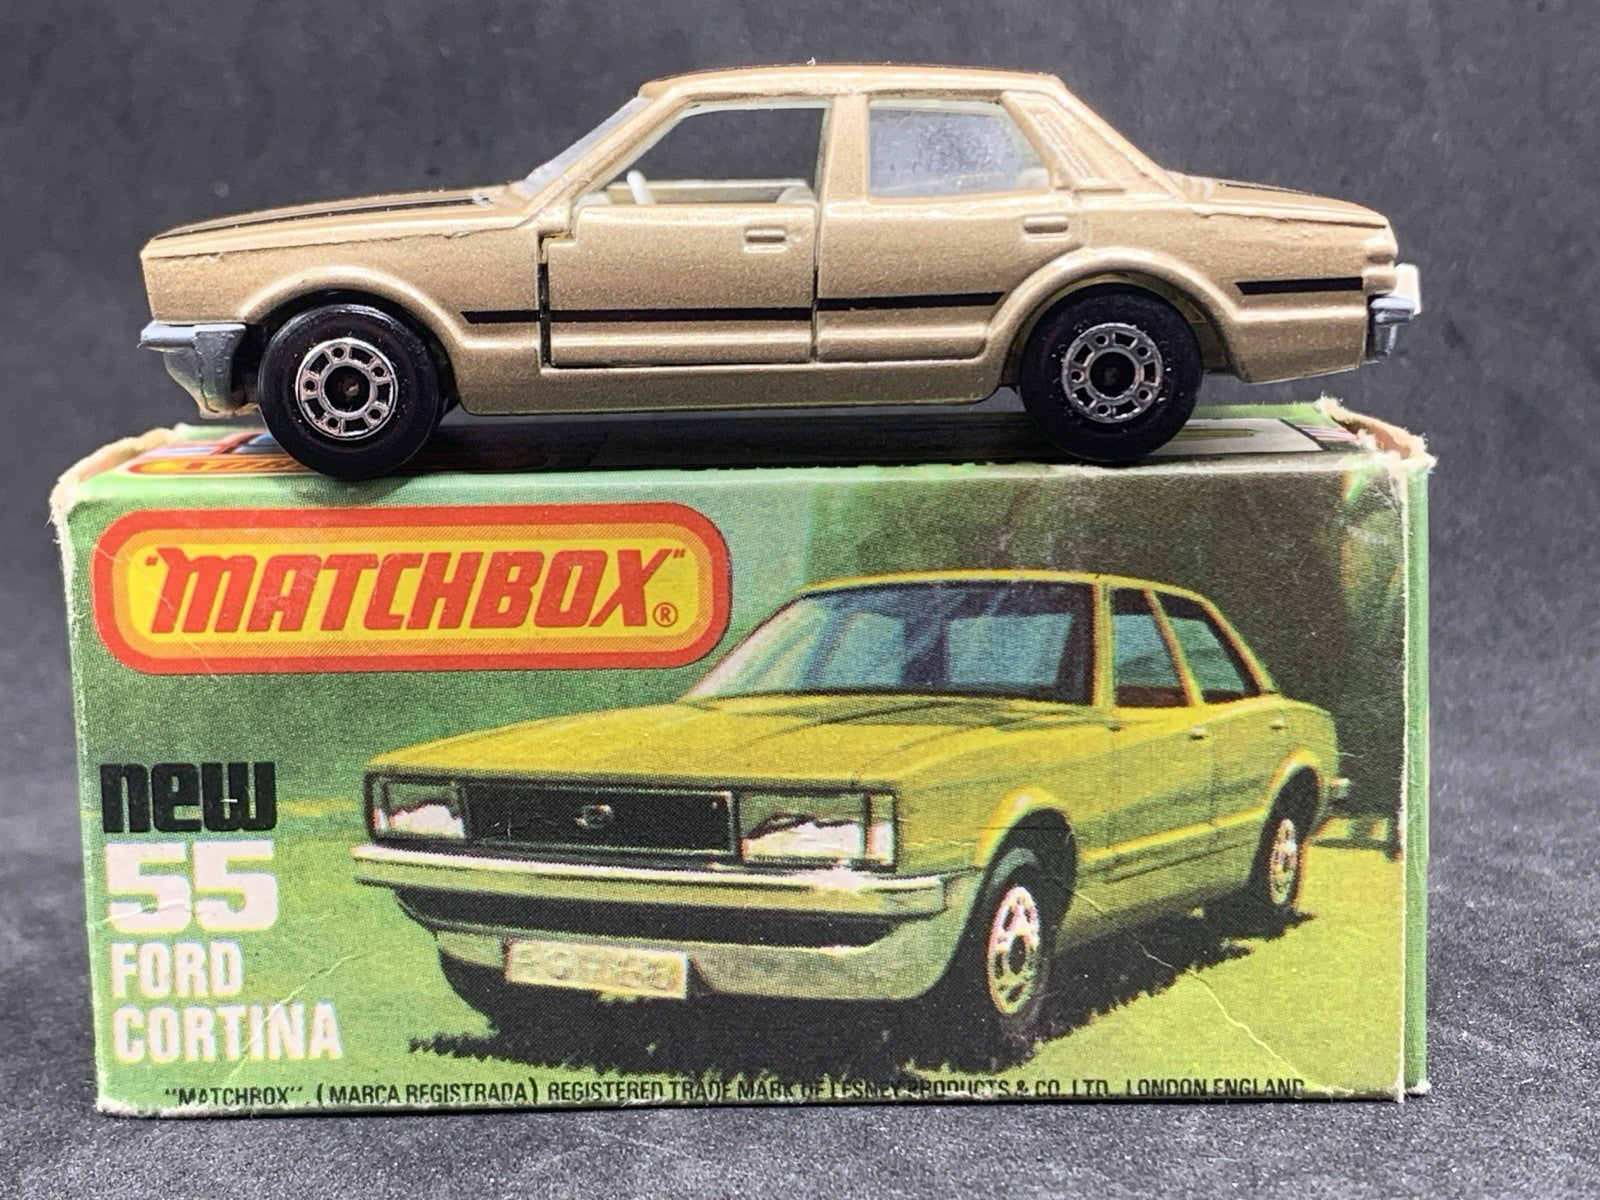 "MATCHBOX"®
new
55
FORD
CORTINA
"MATCHBOX". (MARCA REGISTRADA) REGISTERED TRADE MARK OF LESNEY PRODUCTS & CO. LTD. LONDON ENGLAND